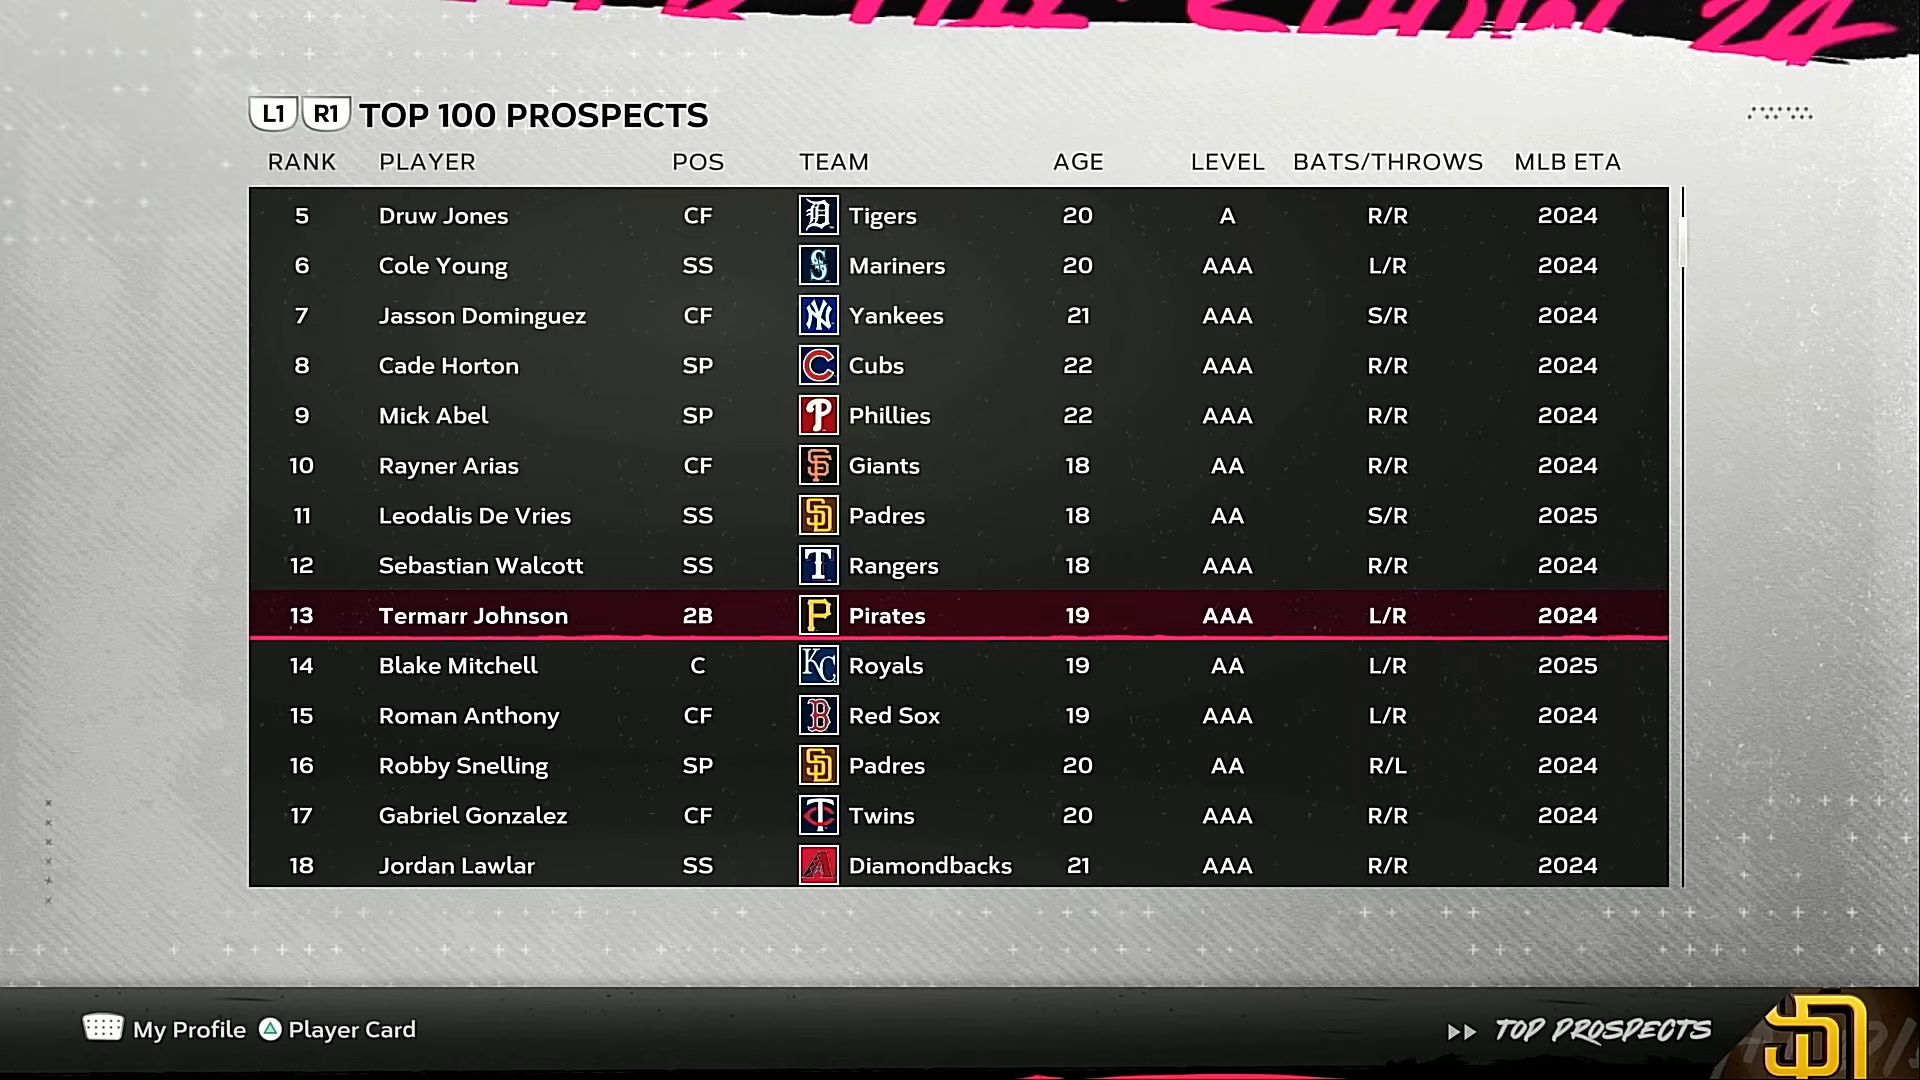 THE SHOW 24
L1 R1 TOP 100 PROSPECTS
RANK PLAYER POS TEAM AGE LEVEL BATS/THROWS MLB ETA
5 Druw Jones CF Tigers 20 A R/R 2024
6 Cole Young SS Mariners 20 AAA L/R 2024
7 Jasson Dominguez CF Yankees 21 AAA S/R 2024
8 Cade Horton SP Cubs 22 AAA R/R 2024
9 Mick Abel SP Phillies 22 AAA R/R 2024
10 Rayner Arias CF Giants 18 AA R/R 2024
11 Leodalis De Vries SS Padres 18 AA S/R 2025
12 Sebastian Walcott SS Rangers 18 AAA R/R 2024
13 Termarr Johnson 2B Pirates 19 AAA L/R 2024
14 Blake Mitchell C Royals 19 AA L/R 2025
15 Roman Anthony CF Red Sox 19 AAA L/R 2024
16 Robby Snelling SP Padres 20 AA R/L 2024
17 Gabriel Gonzalez CF Twins 20 AAA R/R 2024
18 Jordan Lawlar SS Diamondbacks 21 AAA R/R 2024
My Profile Player Card TOP PROSPECTS SD